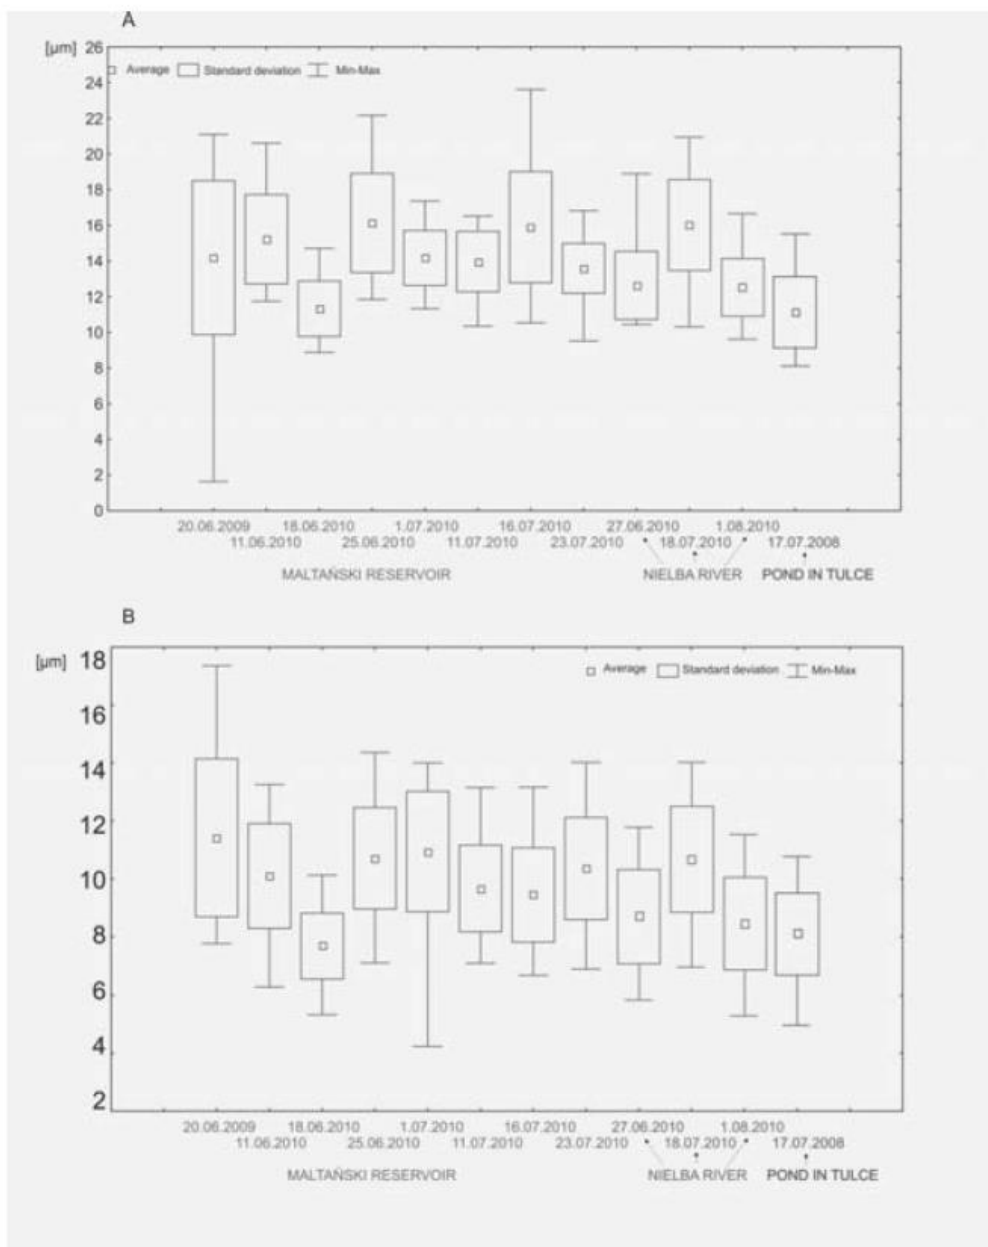 A
[µm] 26
Average Standard deviation Min-Max
24
22
20
18
16
14
12
10
8
6
4
2
0
20.06.2009 18.06.2010 1.07.2010 16.07.2010 27.06.2010 1.08.2010
11.06.2010 25.06.2010 11.07.2010 23.07.2010 18.07.2010 17.07.2008
MALTAŃSKI RESERVOIR NIELBA RIVER POND IN TULCE
B
[µm] 18
Average Standard deviation Min-Max
16
14
12
10
8
6
4
2
20.06.2009 18.06.2010 1.07.2010 16.07.2010 27.06.2010 1.08.2010
11.06.2010 25.06.2010 11.07.2010 23.07.2010 18.07.2010 17.07.2008
MALTAŃSKI RESERVOIR NIELBA RIVER POND IN TULCE